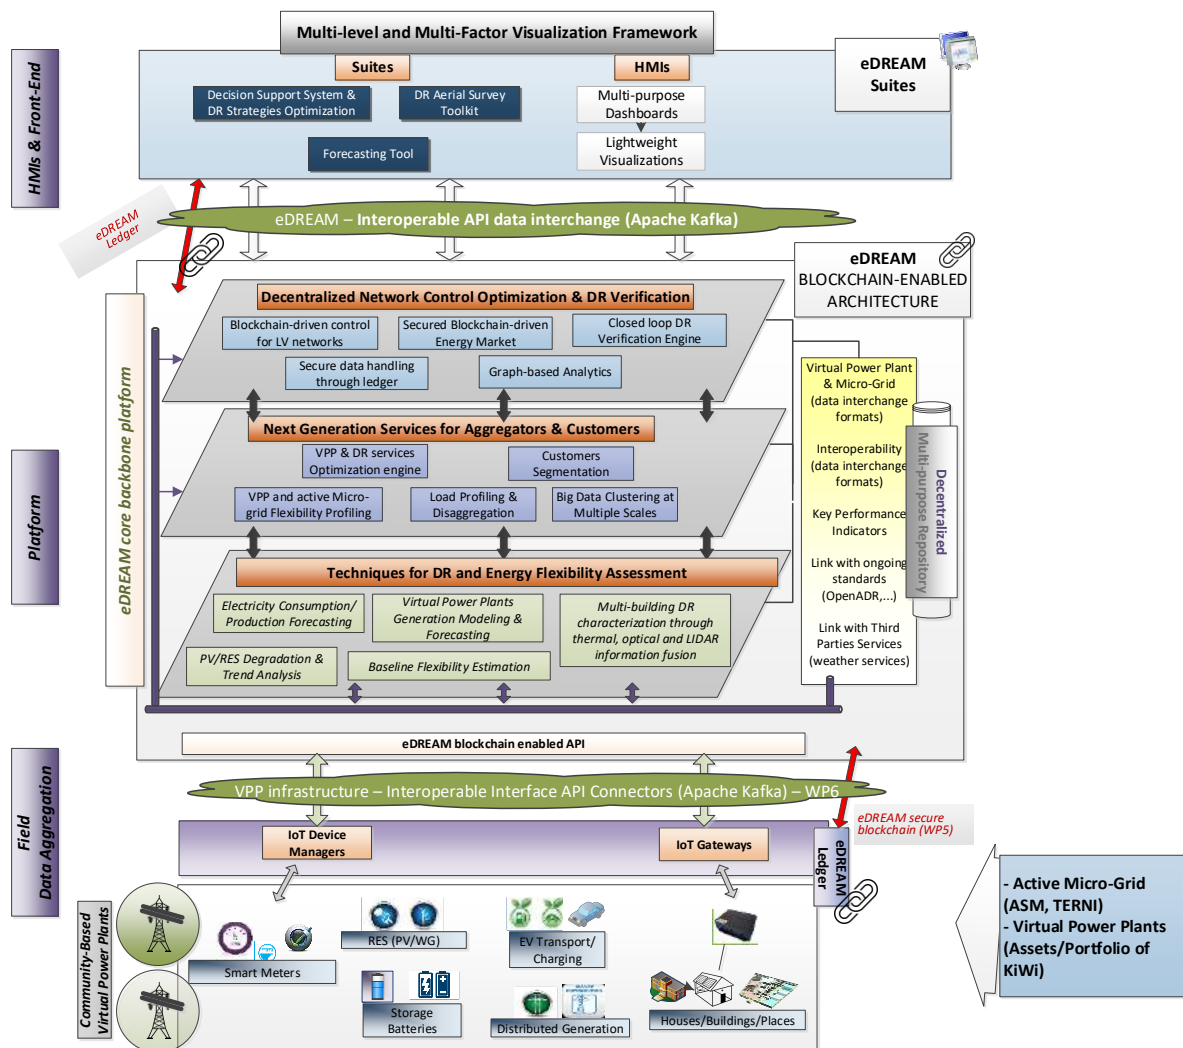 Multi-level and Multi-Factor Visualization Framework
HMIs & Front-End
Suites
HMIs
eDREAM
Suites
Decision Support System &
DR Strategies Optimization
DR Aerial Survey
Toolkit
Multi-purpose
Dashboards
Forecasting Tool
Lightweight
Visualizations
eDREAM
Ledger
eDREAM – Interoperable API data interchange (Apache Kafka)
eDREAM
BLOCKCHAIN-ENABLED
ARCHITECTURE
Platform
eDREAM core backbone platform
Decentralized Network Control Optimization & DR Verification
Blockchain-driven control
for LV networks
Secured Blockchain-driven
Energy Market
Closed loop DR
Verification Engine
Secure data handling
through ledger
Graph-based Analytics
Next Generation Services for Aggregators & Customers
VPP & DR services
Optimization engine
Customers
Segmentation
VPP and active Micro-
grid Flexibility Profiling
Load Profiling &
Disaggregation
Big Data Clustering at
Multiple Scales
Techniques for DR and Energy Flexibility Assessment
Electricity Consumption/
Production Forecasting
Virtual Power Plants
Generation Modeling &
Forecasting
Multi-building DR
characterization through
thermal, optical and LIDAR
information fusion
PV/RES Degradation &
Trend Analysis
Baseline Flexibility Estimation
Virtual Power Plant
& Micro-Grid
(data interchange
formats)
Interoperability
(data interchange
formats)
Key Performance
Indicators
Link with ongoing
standards
(OpenADR,...)
Link with Third
Parties Services
(weather services)
Decentralized
Multi-purpose Repository
eDREAM blockchain enabled API
Field
Data Aggregation
VPP infrastructure – Interoperable Interface API Connectors (Apache Kafka) – WP6
eDREAM secure
blockchain (WP5)
IoT Device
Managers
IoT Gateways
eDREAM
Ledger
Community-Based
Virtual Power Plants
Smart Meters
RES (PV/WG)
EV Transport/
Charging
Storage
Batteries
Distributed Generation
Houses/Buildings/Places
- Active Micro-Grid
(ASM, TERNI)
- Virtual Power Plants
(Assets/Portfolio of
KiWi)